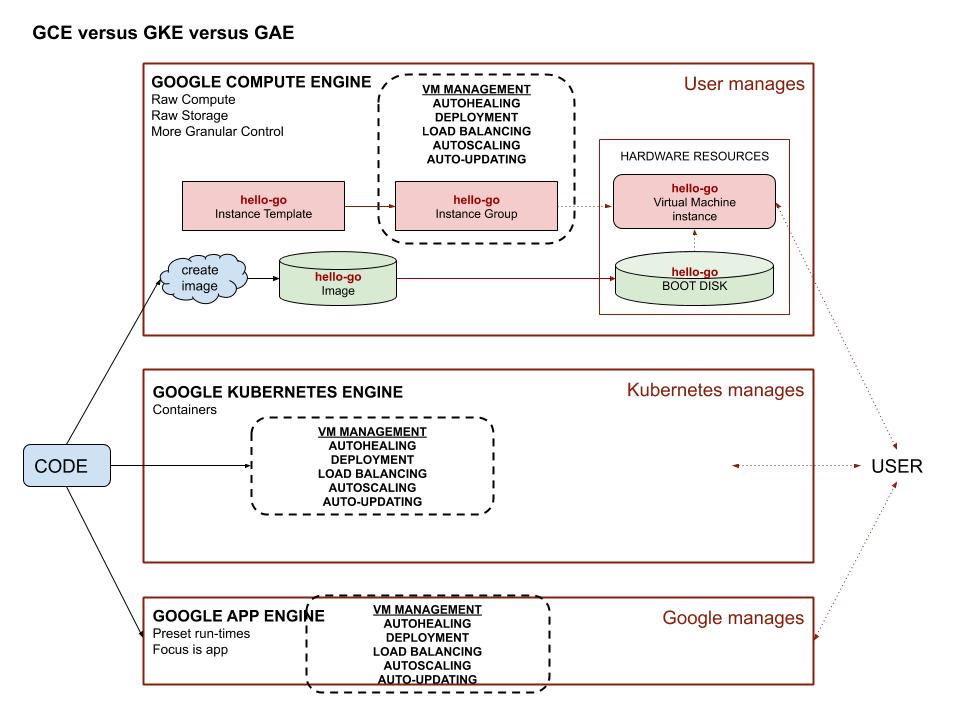 GCE versus GKE versus GAE
GOOGLE COMPUTE ENGINE
Raw Compute
Raw Storage
More Granular Control
VM MANAGEMENT
AUTOHEALING
DEPLOYMENT
LOAD BALANCING
AUTOSCALING
AUTO-UPDATING
User manages
HARDWARE RESOURCES
hello-go
Instance Template
hello-go
Instance Group
hello-go
Virtual Machine
instance
create
image
hello-go
Image
hello-go
BOOT DISK
GOOGLE KUBERNETES ENGINE
Containers
Kubernetes manages
VM MANAGEMENT
AUTOHEALING
DEPLOYMENT
LOAD BALANCING
AUTOSCALING
AUTO-UPDATING
CODE
USER
GOOGLE APP ENGINE
Preset run-times
Focus is app
VM MANAGEMENT
AUTOHEALING
DEPLOYMENT
LOAD BALANCING
AUTOSCALING
AUTO-UPDATING
Google manages